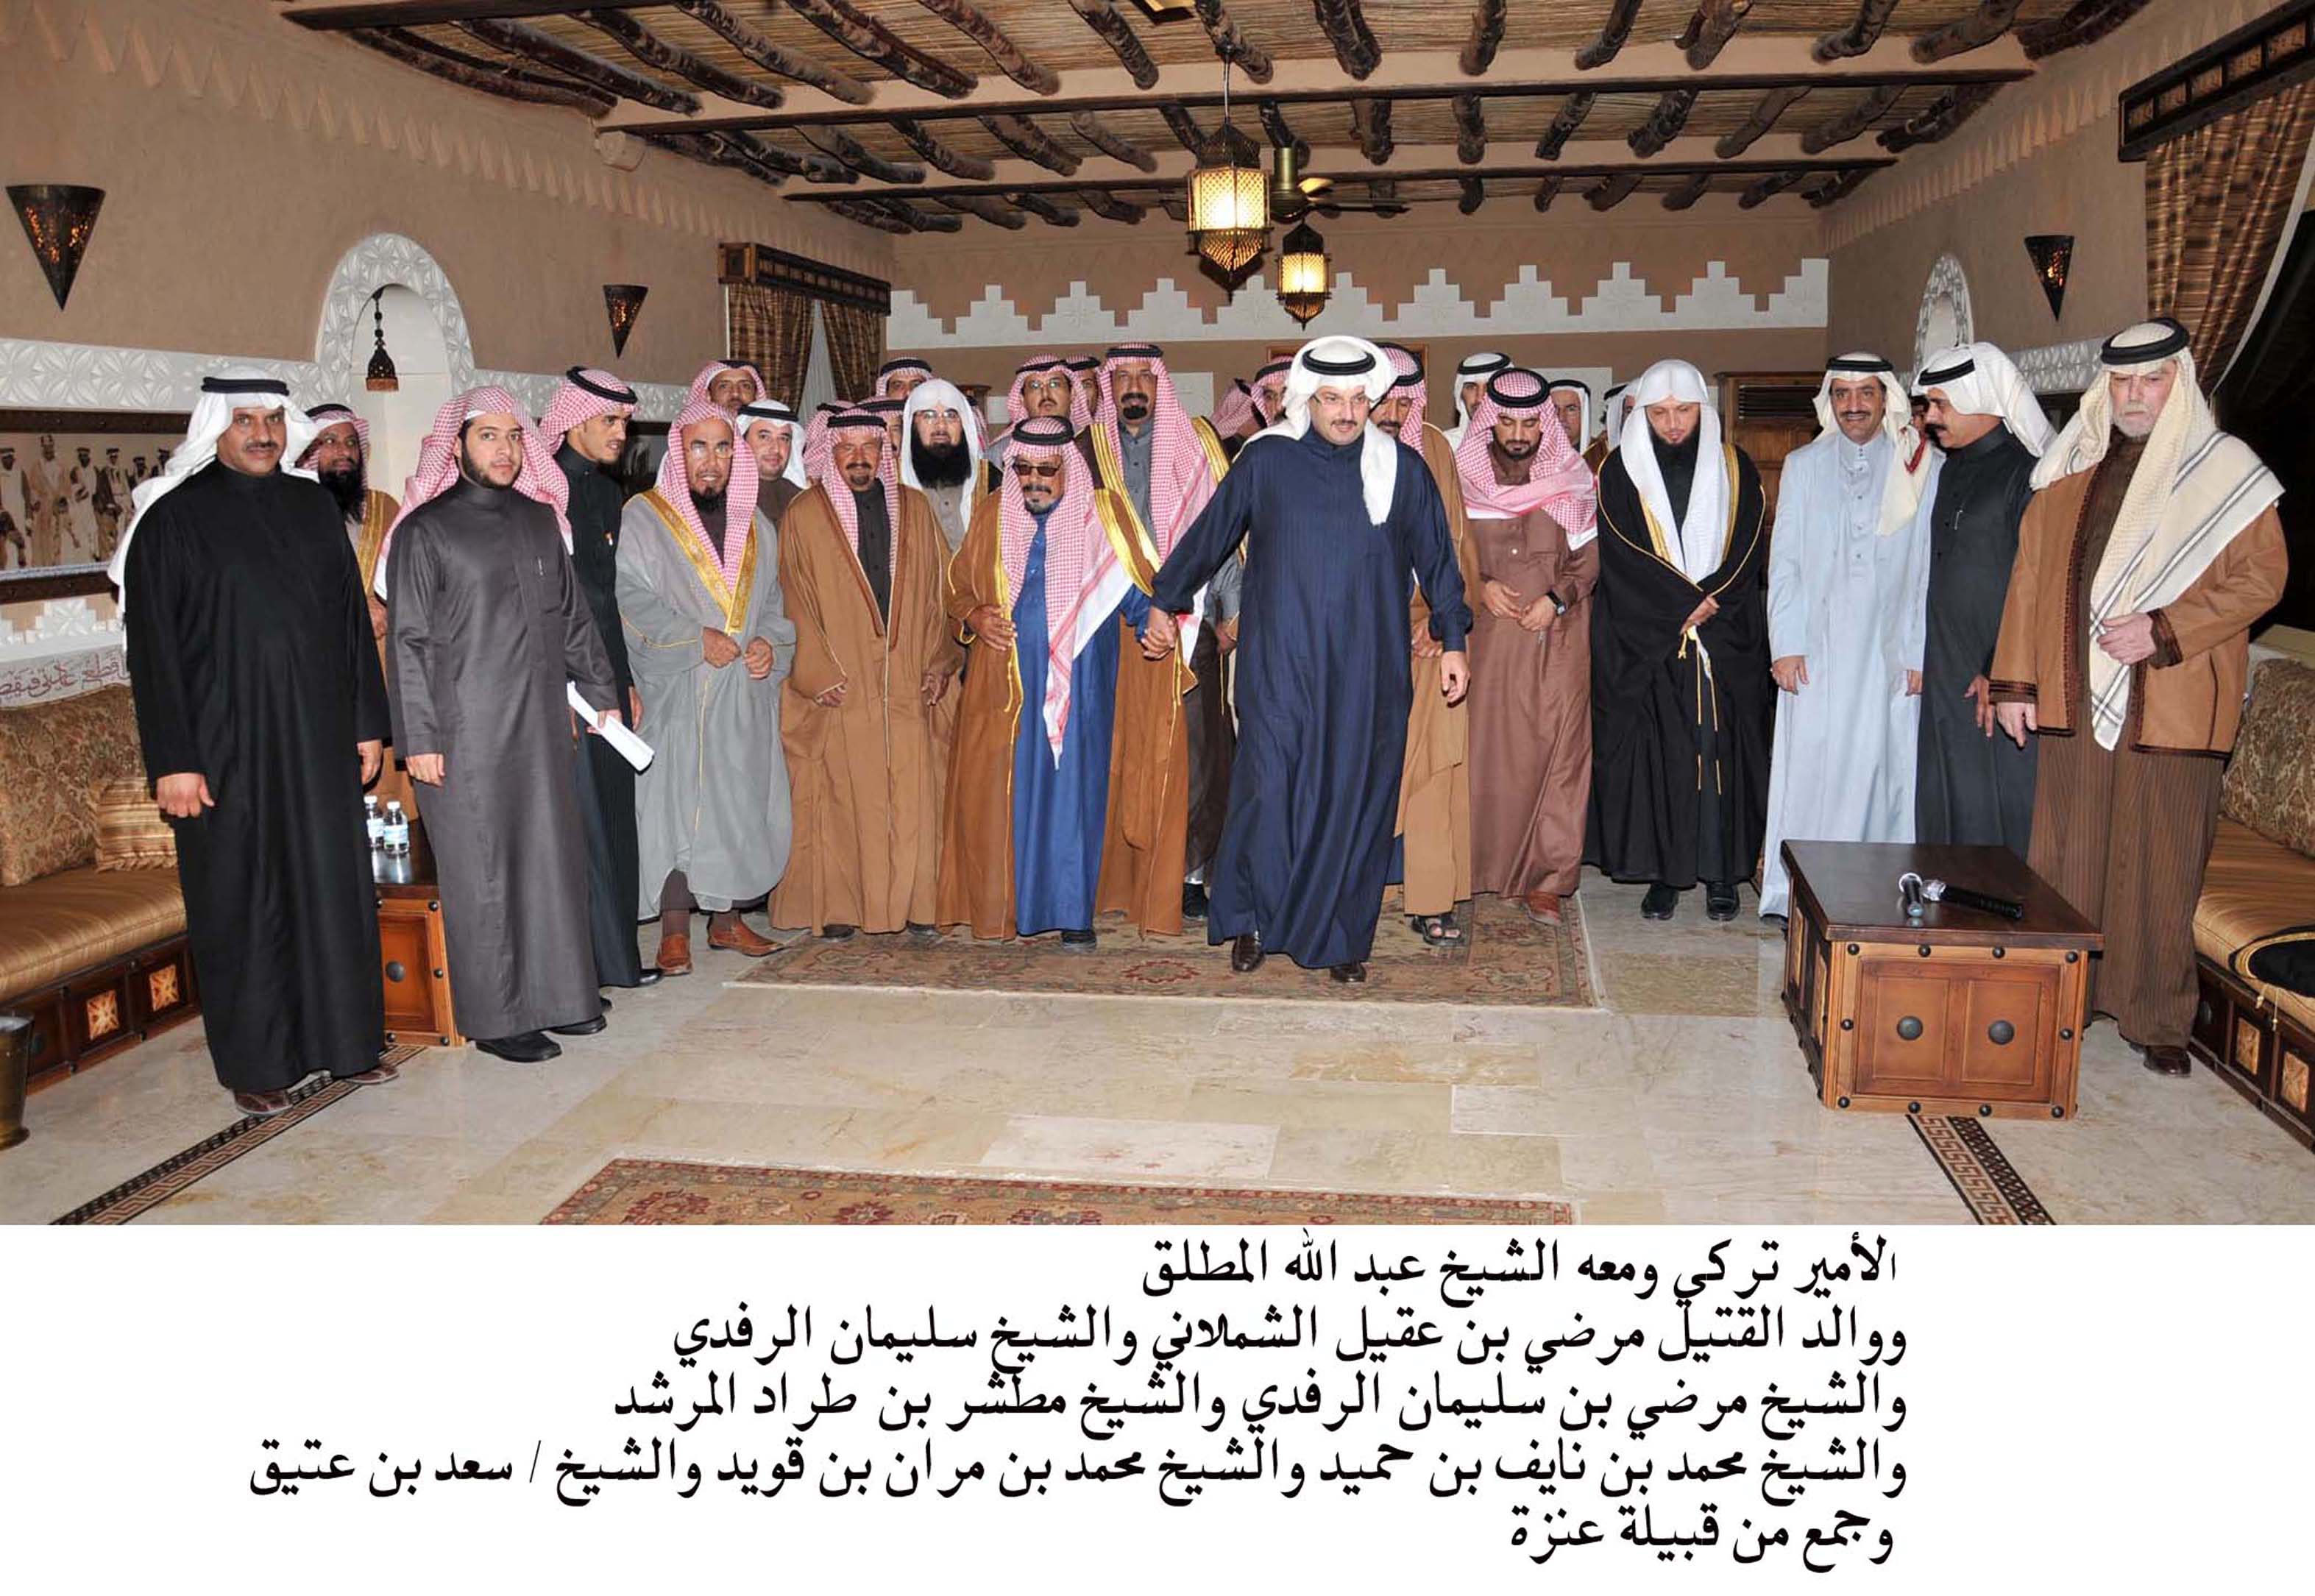 الأمير تركي ومعه الشيخ عبد الله المطلق
ووالد القتيل مرضي بن عقيل الشملاني والشيخ سليمان الرفدي
والشيخ مرضي بن سليمان الرفدي والشيخ مطشر بن طراد المرشد
والشيخ محمد بن نايف بن حميد والشيخ محمد بن مران بن قويد والشيخ / سعد بن عتيق
وجمع من قبيلة عنزة